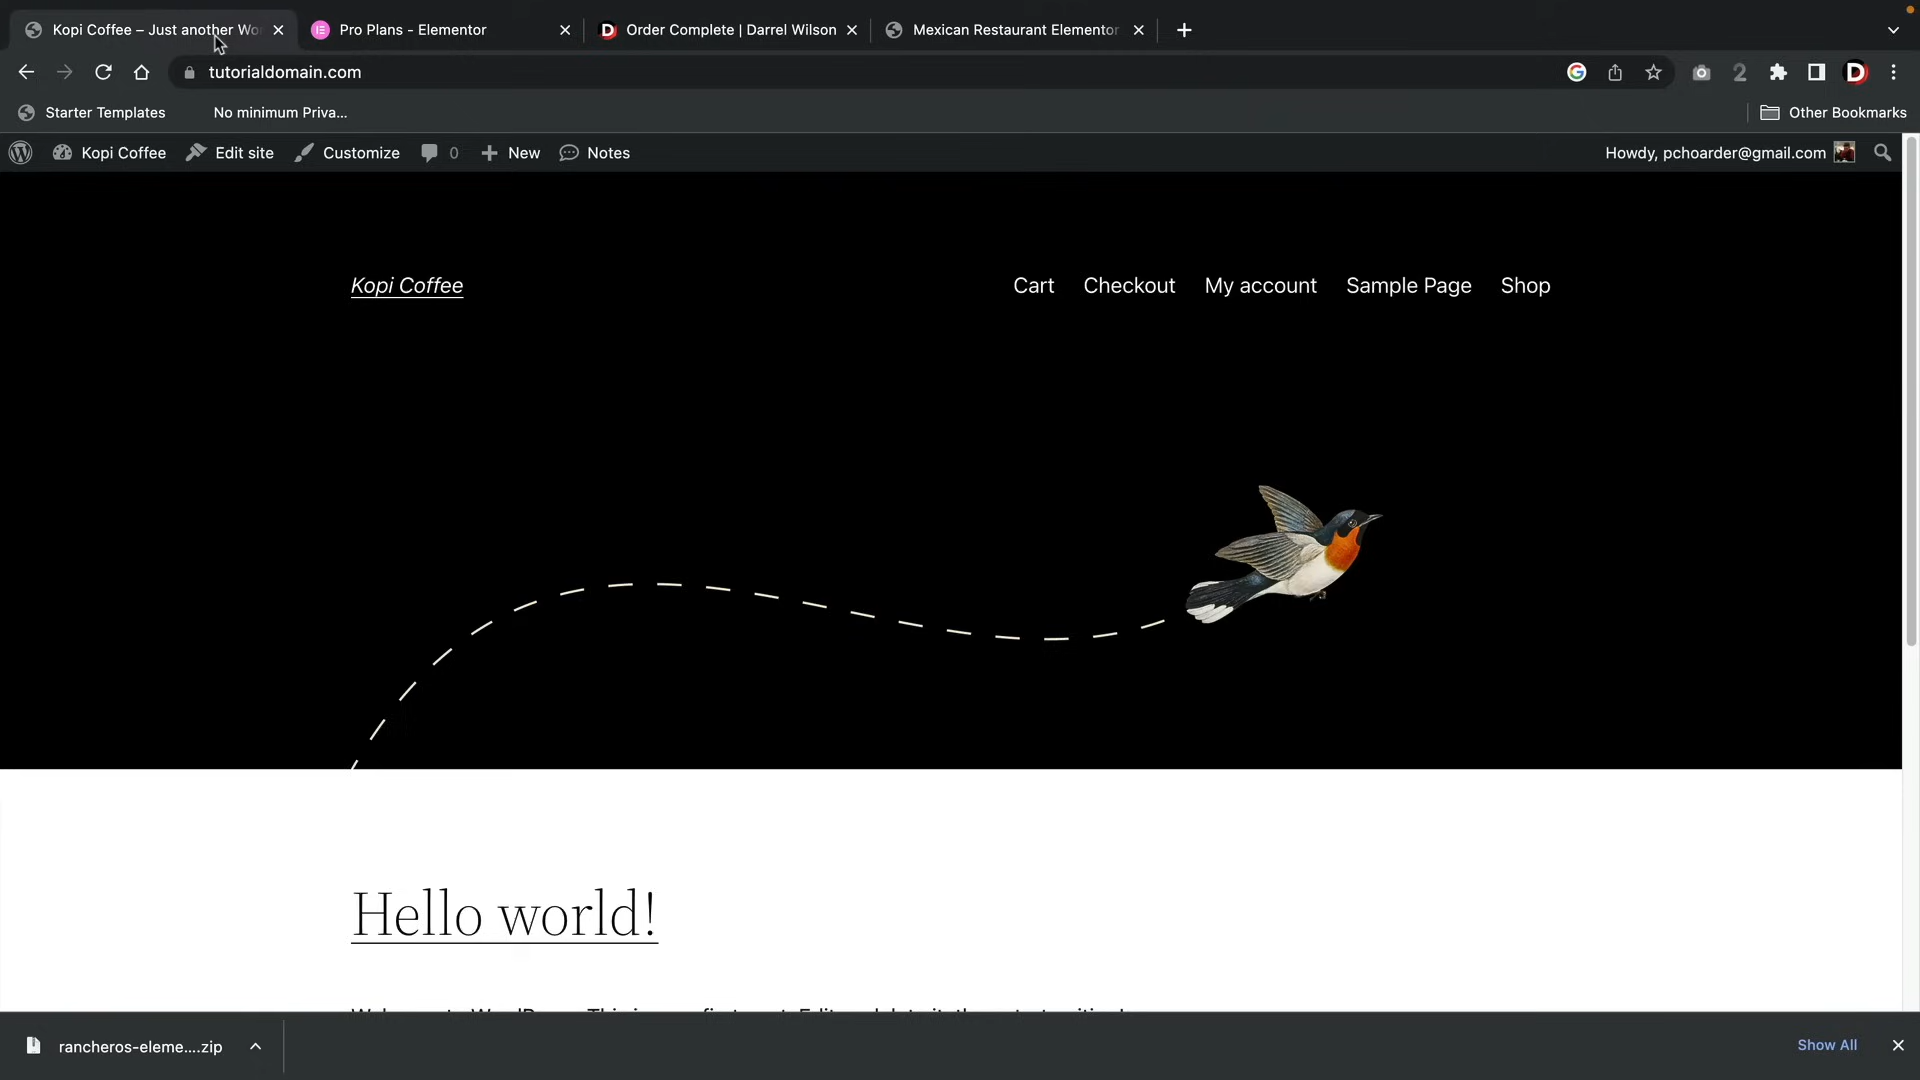 Kopi Coffee – Just another Wo
Pro Plans - Elementor
Order Complete | Darrel Wilson
Mexican Restaurant Elementor
tutorialdomain.com
2
Starter Templates
No minimum Priva...
Other Bookmarks
Kopi Coffee
Edit site
Customize
0
New
Notes
Howdy, pchoarder@gmail.com
Kopi Coffee
Cart
Checkout
My account
Sample Page
Shop
Hello world!
rancheros-eleme....zip
Show All